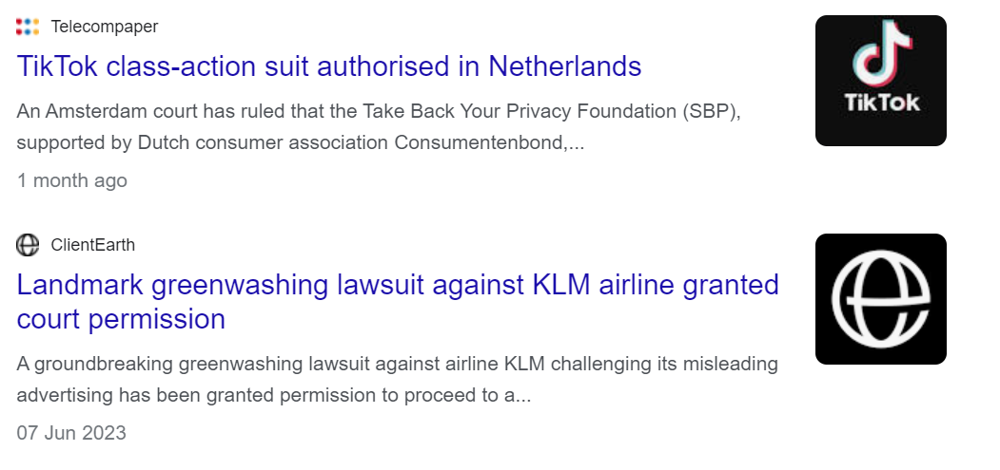 Telecompaper
TikTok class-action suit authorised in Netherlands
An Amsterdam court has ruled that the Take Back Your Privacy Foundation (SBP),
supported by Dutch consumer association Consumentenbond,...
1 month ago
TikTok
ClientEarth
Landmark greenwashing lawsuit against KLM airline granted
court permission
A groundbreaking greenwashing lawsuit against airline KLM challenging its misleading
advertising has been granted permission to proceed to a...
07 Jun 2023